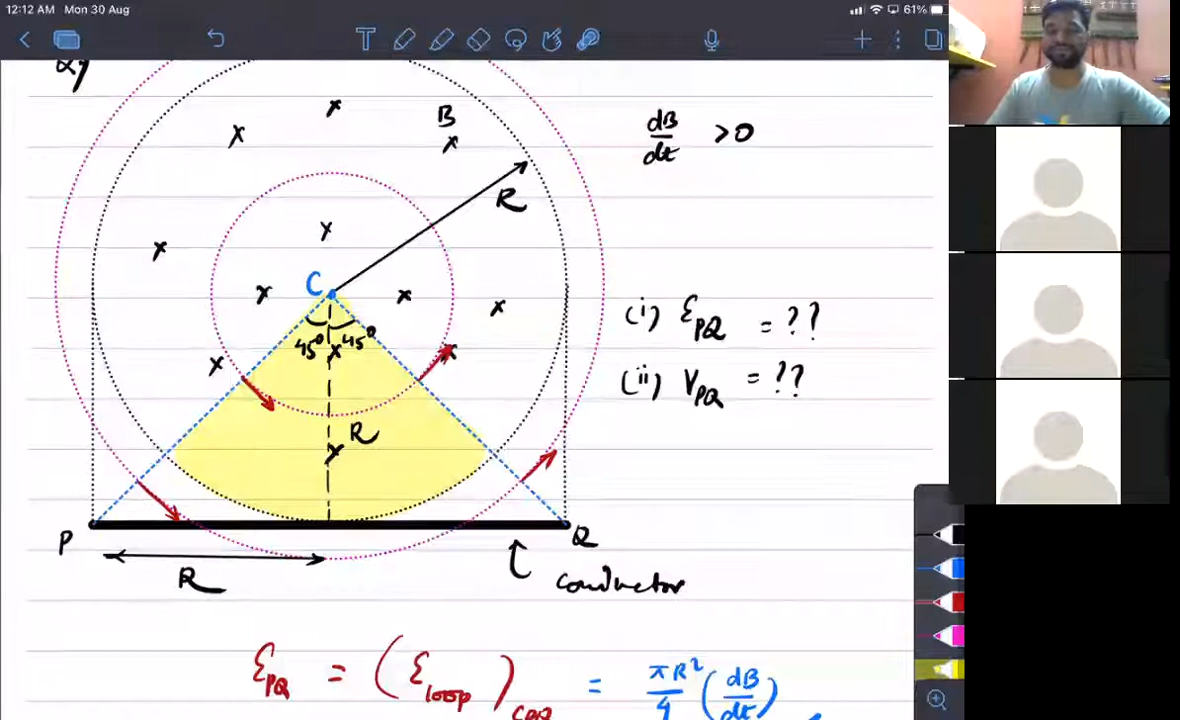 12:12 AM Mon 30 Aug
61%
B
dB/dt > 0
R
C
(i) ε_PQ = ??
45° 45°
(ii) V_PQ = ??
R
P
Q
R
conductor
ε_PQ = (ε_loop)_CPQ = πR²/4 (dB/dt)